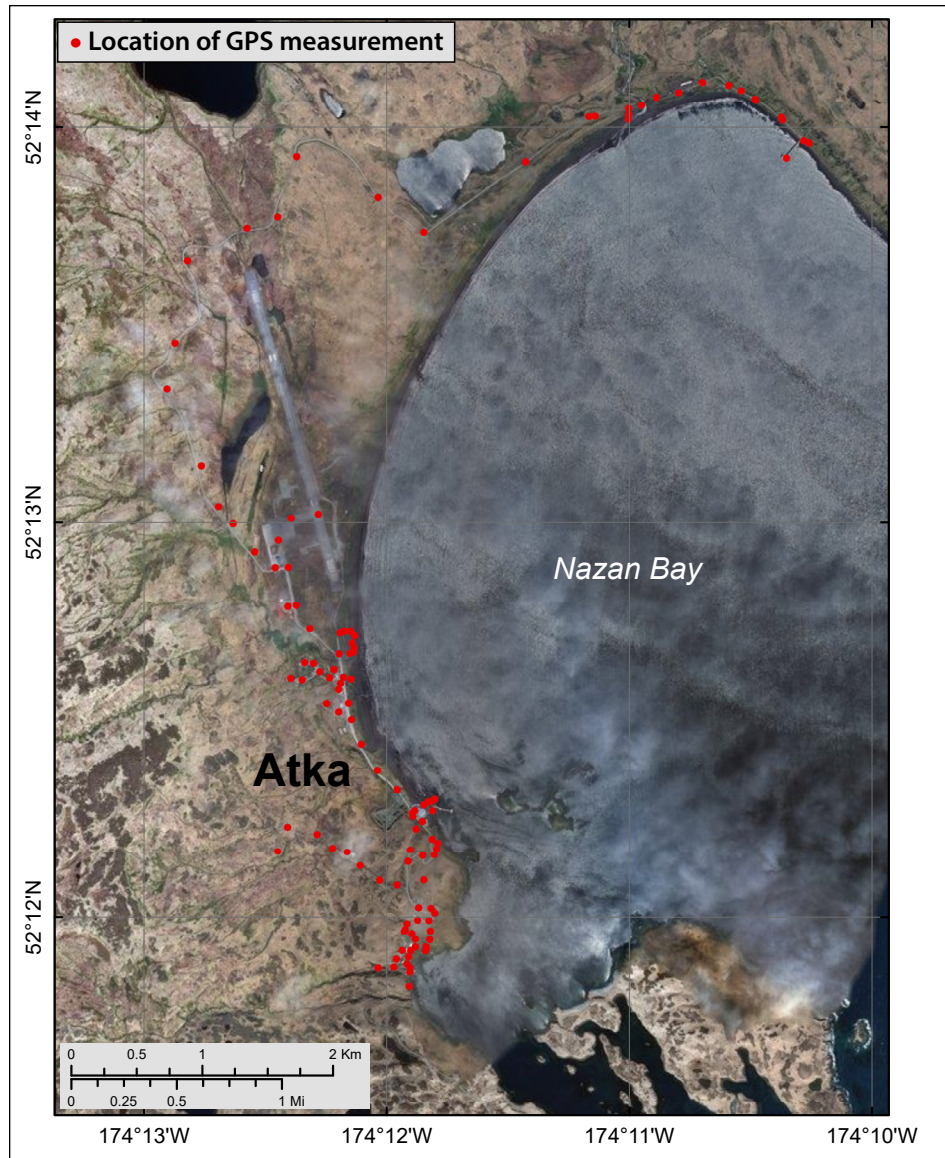 Location of GPS measurement
52°14'N
52°13'N
Nazan Bay
Atka
52°12'N
0 0.5 1 2 Km
0 0.25 0.5 1 Mi
174°13'W 174°12'W 174°11'W 174°10'W